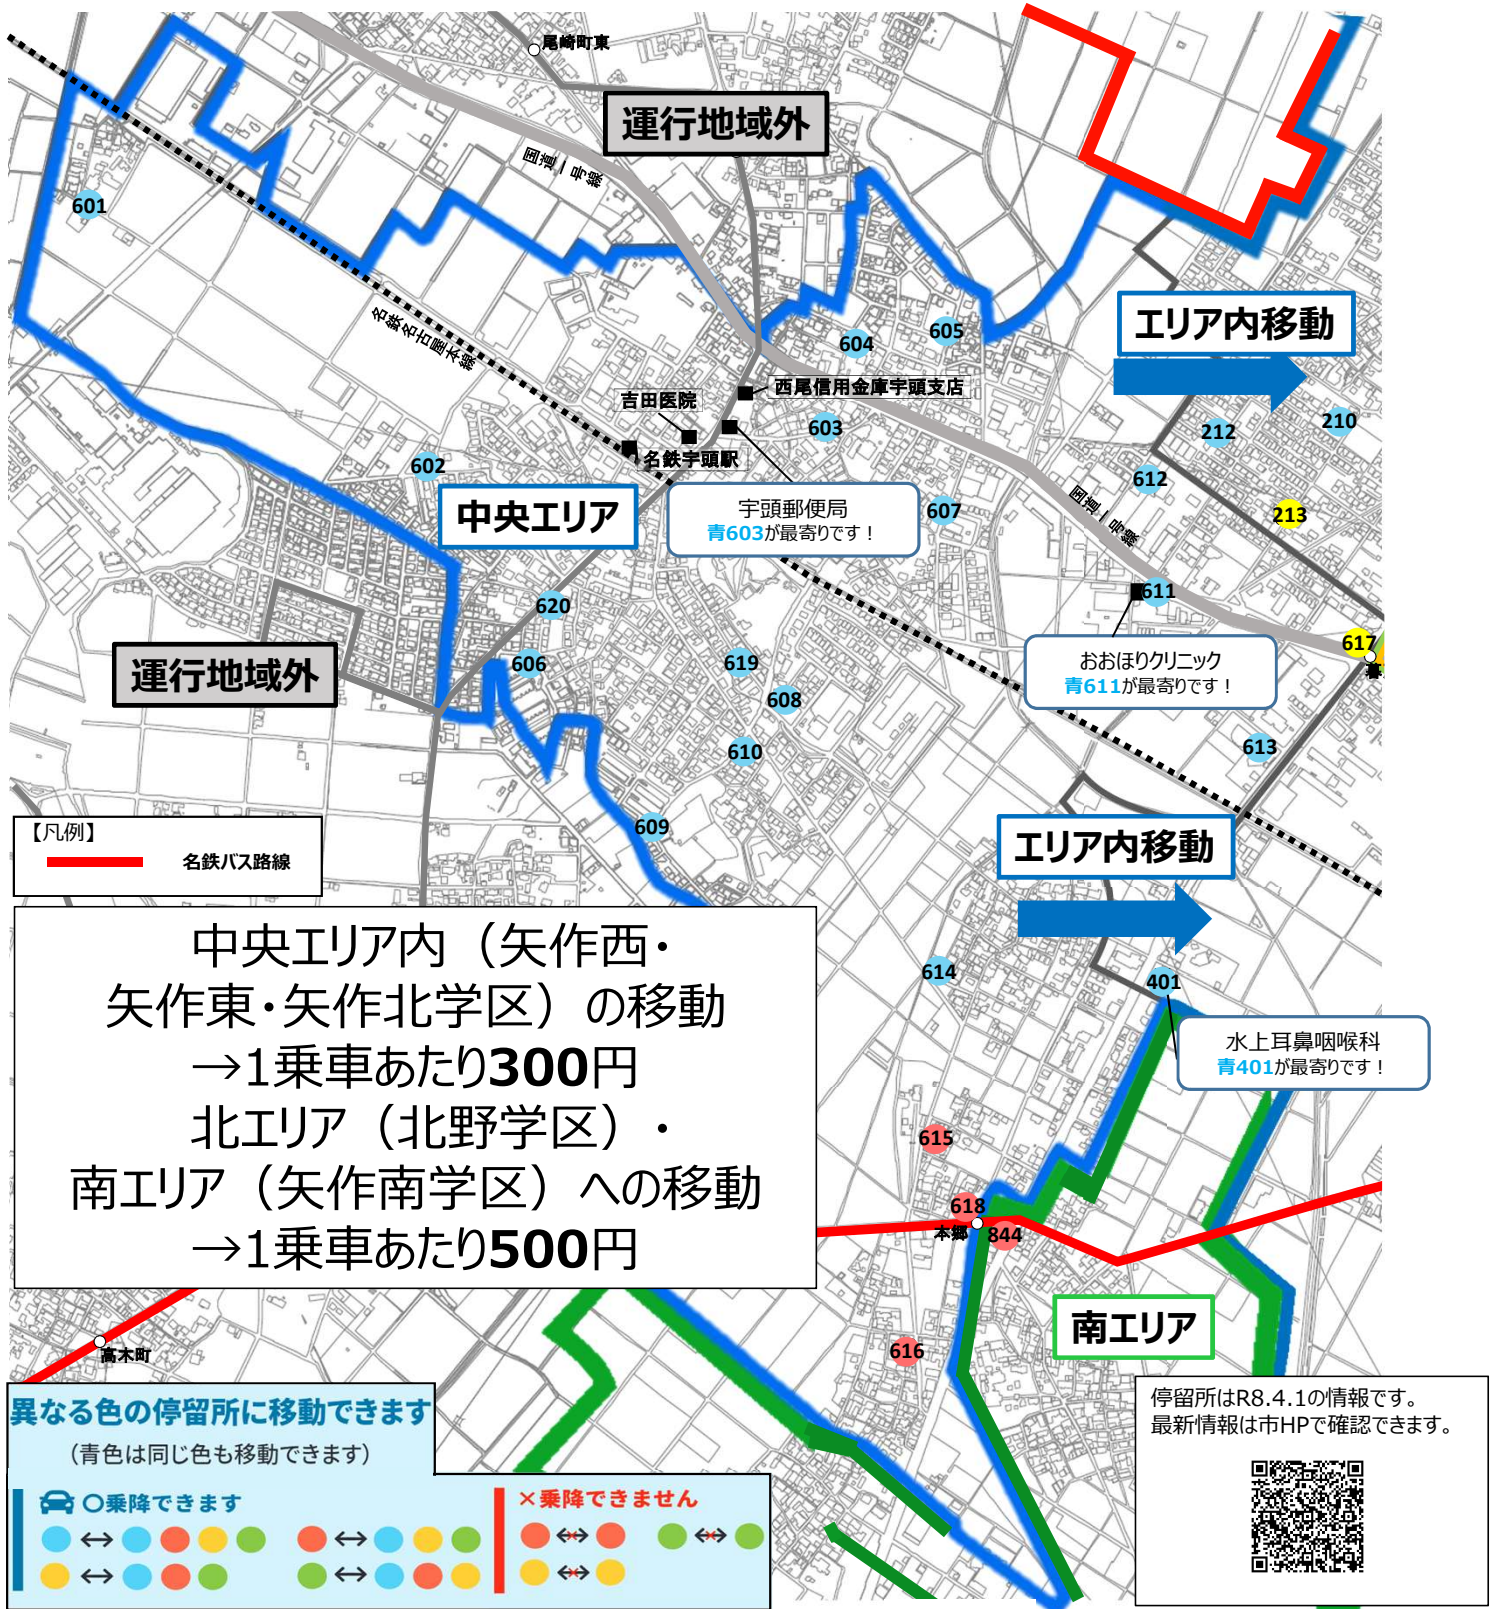 尾崎町東
運行地域外
国道一号線
601
名鉄名古屋本線
604
605
エリア内移動
西尾信用金庫宇頭支店
吉田医院
603
212
210
名鉄宇頭駅
602
612
中央エリア
宇頭郵便局
青603が最寄りです！
607
国道一号線
213
620
611
617
運行地域外
606
619
おおほりクリニック
青611が最寄りです！
608
610
613
609
【凡例】
名鉄バス路線
エリア内移動
中央エリア内（矢作西・
矢作東・矢作北学区）の移動
→1乗車あたり300円
北エリア（北野学区）・
南エリア（矢作南学区）への移動
→1乗車あたり500円
614
401
水上耳鼻咽喉科
青401が最寄りです！
615
618
本郷
844
南エリア
616
高木町
異なる色の停留所に移動できます
（青色は同じ色も移動できます）
〇乗降できます
×乗降できません
停留所はR8.4.1の情報です。
最新情報は市HPで確認できます。